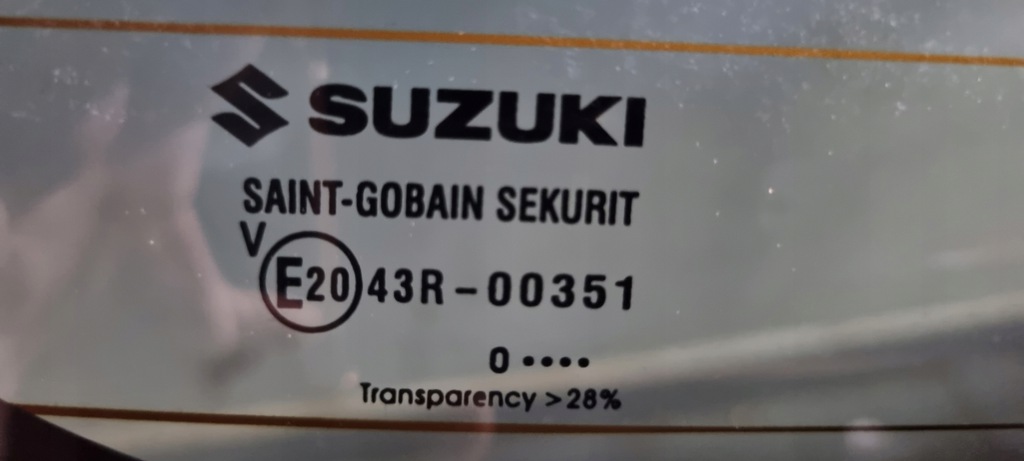 SUZUKI
SAINT-GOBAIN SEKURIT
V
E20 43R-00351
0 ••••
Transparency >28%